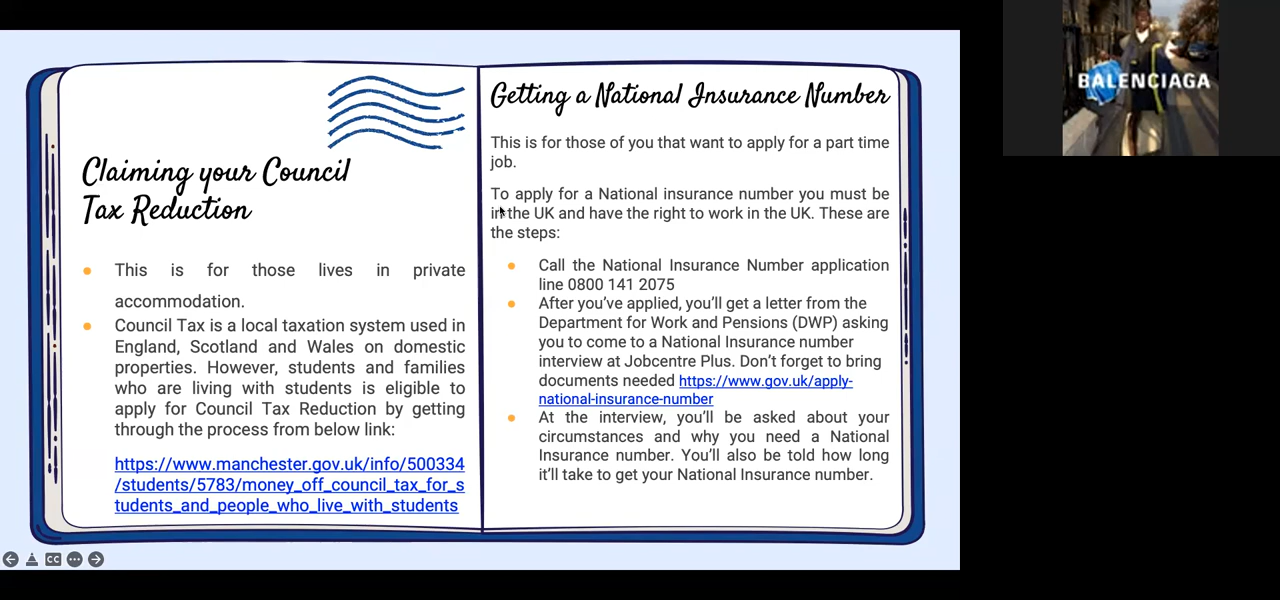 Claiming your Council
Tax Reduction
This is for those lives in private
accommodation.
Council Tax is a local taxation system used in
England, Scotland and Wales on domestic
properties. However, students and families
who are living with students is eligible to
apply for Council Tax Reduction by getting
through the process from below link:
https://www.manchester.gov.uk/info/500334
/students/5783/money_off_council_tax_for_s
tudents_and_people_who_live_with_students
Getting a National Insurance Number
This is for those of you that want to apply for a part time
job.
To apply for a National insurance number you must be
in the UK and have the right to work in the UK. These are
the steps:
Call the National Insurance Number application
line 0800 141 2075
After you’ve applied, you’ll get a letter from the
Department for Work and Pensions (DWP) asking
you to come to a National Insurance number
interview at Jobcentre Plus. Don’t forget to bring
documents needed https://www.gov.uk/apply-
national-insurance-number
At the interview, you’ll be asked about your
circumstances and why you need a National
Insurance number. You’ll also be told how long
it’ll take to get your National Insurance number.
CC
BALENCIAGA